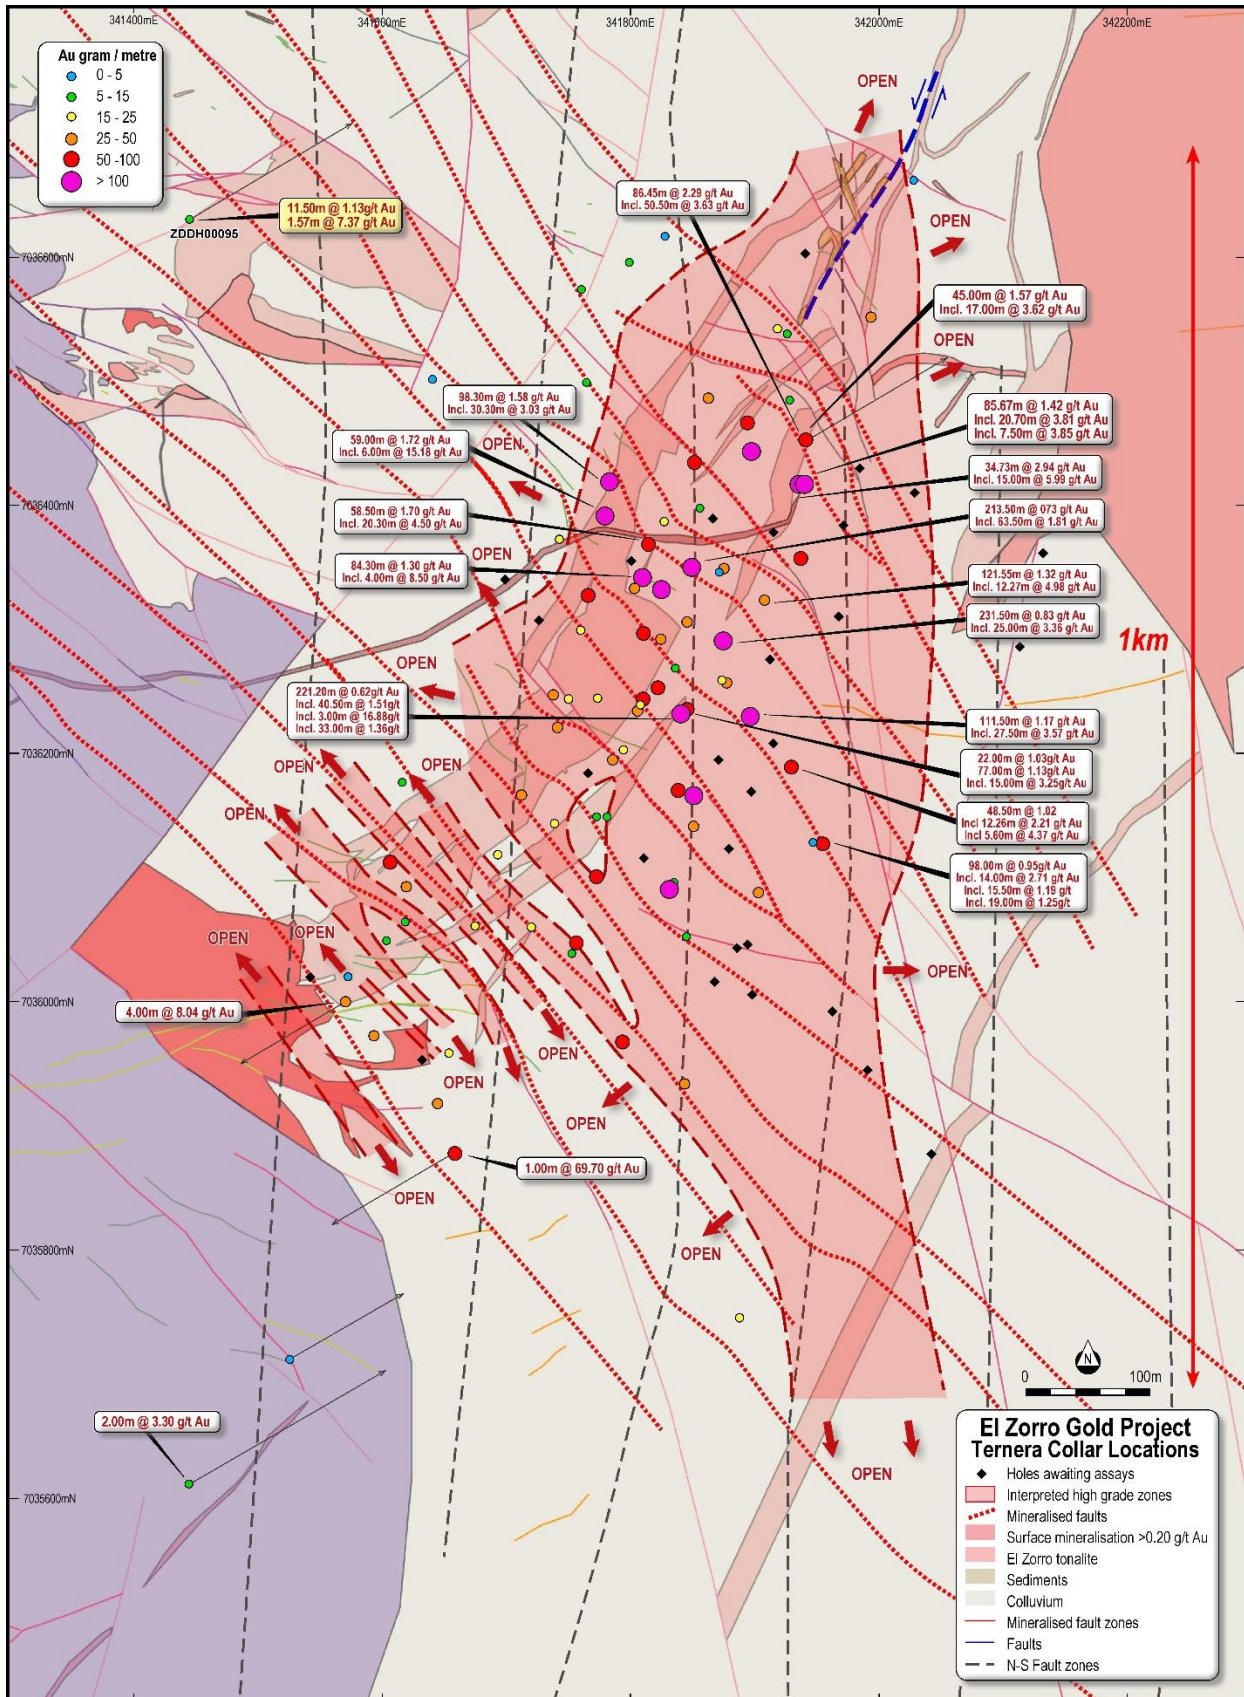 341400mE
341600mE
341800mE
342000mE
342200mE
Au gram / metre
0 - 5
5 - 15
15 - 25
25 - 50
50 -100
> 100
OPEN
86.45m @ 2.29 g/t Au
Incl. 50.50m @ 3.63 g/t Au
11.50m @ 1.13g/t Au
1.57m @ 7.37 g/t Au
ZDDH00095
OPEN
7036600mN
45.00m @ 1.57 g/t Au
Incl. 17.00m @ 3.62 g/t Au
OPEN
98.30m @ 1.58 g/t Au
Incl. 30.30m @ 3.03 g/t Au
85.67m @ 1.42 g/t Au
Incl. 20.70m @ 3.81 g/t Au
Incl. 7.50m @ 3.85 g/t Au
59.00m @ 1.72 g/t Au
Incl. 6.00m @ 15.18 g/t Au
OPEN
34.73m @ 2.94 g/t Au
Incl. 15.00m @ 5.99 g/t Au
7036400mN
58.50m @ 1.70 g/t Au
Incl. 20.30m @ 4.50 g/t Au
213.50m @ 073 g/t Au
Incl. 63.50m @ 1.81 g/t Au
OPEN
84.30m @ 1.30 g/t Au
Incl. 4.00m @ 8.50 g/t Au
121.55m @ 1.32 g/t Au
Incl. 12.27m @ 4.98 g/t Au
231.50m @ 0.83 g/t Au
Incl. 25.00m @ 3.36 g/t Au
1km
OPEN
221.20m @ 0.62g/t Au
Incl. 40.50m @ 1.51g/t
Incl. 3.00m @ 16.88g/t
Incl. 33.00m @ 1.36g/t
111.50m @ 1.17 g/t Au
Incl. 27.50m @ 3.57 g/t Au
7036200mN
22.00m @ 1.03g/t Au
77.00m @ 1.13g/t Au
Incl. 15.00m @ 3.25g/t Au
OPEN
OPEN
OPEN
48.50m @ 1.02
Incl 12.26m @ 2.21 g/t Au
Incl 5.60m @ 4.37 g/t Au
98.00m @ 0.95g/t Au
Incl. 14.00m @ 2.71 g/t Au
Incl. 15.50m @ 1.19 g/t
Incl. 19.00m @ 1.25g/t
OPEN
OPEN
OPEN
7036000mN
4.00m @ 8.04 g/t Au
OPEN
OPEN
OPEN
1.00m @ 69.70 g/t Au
OPEN
7035800mN
OPEN
0
100m
N
2.00m @ 3.30 g/t Au
OPEN
7035600mN
El Zorro Gold Project
Ternera Collar Locations
Holes awaiting assays
Interpreted high grade zones
Mineralised faults
Surface mineralisation >0.20 g/t Au
El Zorro tonalite
Sediments
Colluvium
Mineralised fault zones
Faults
N-S Fault zones